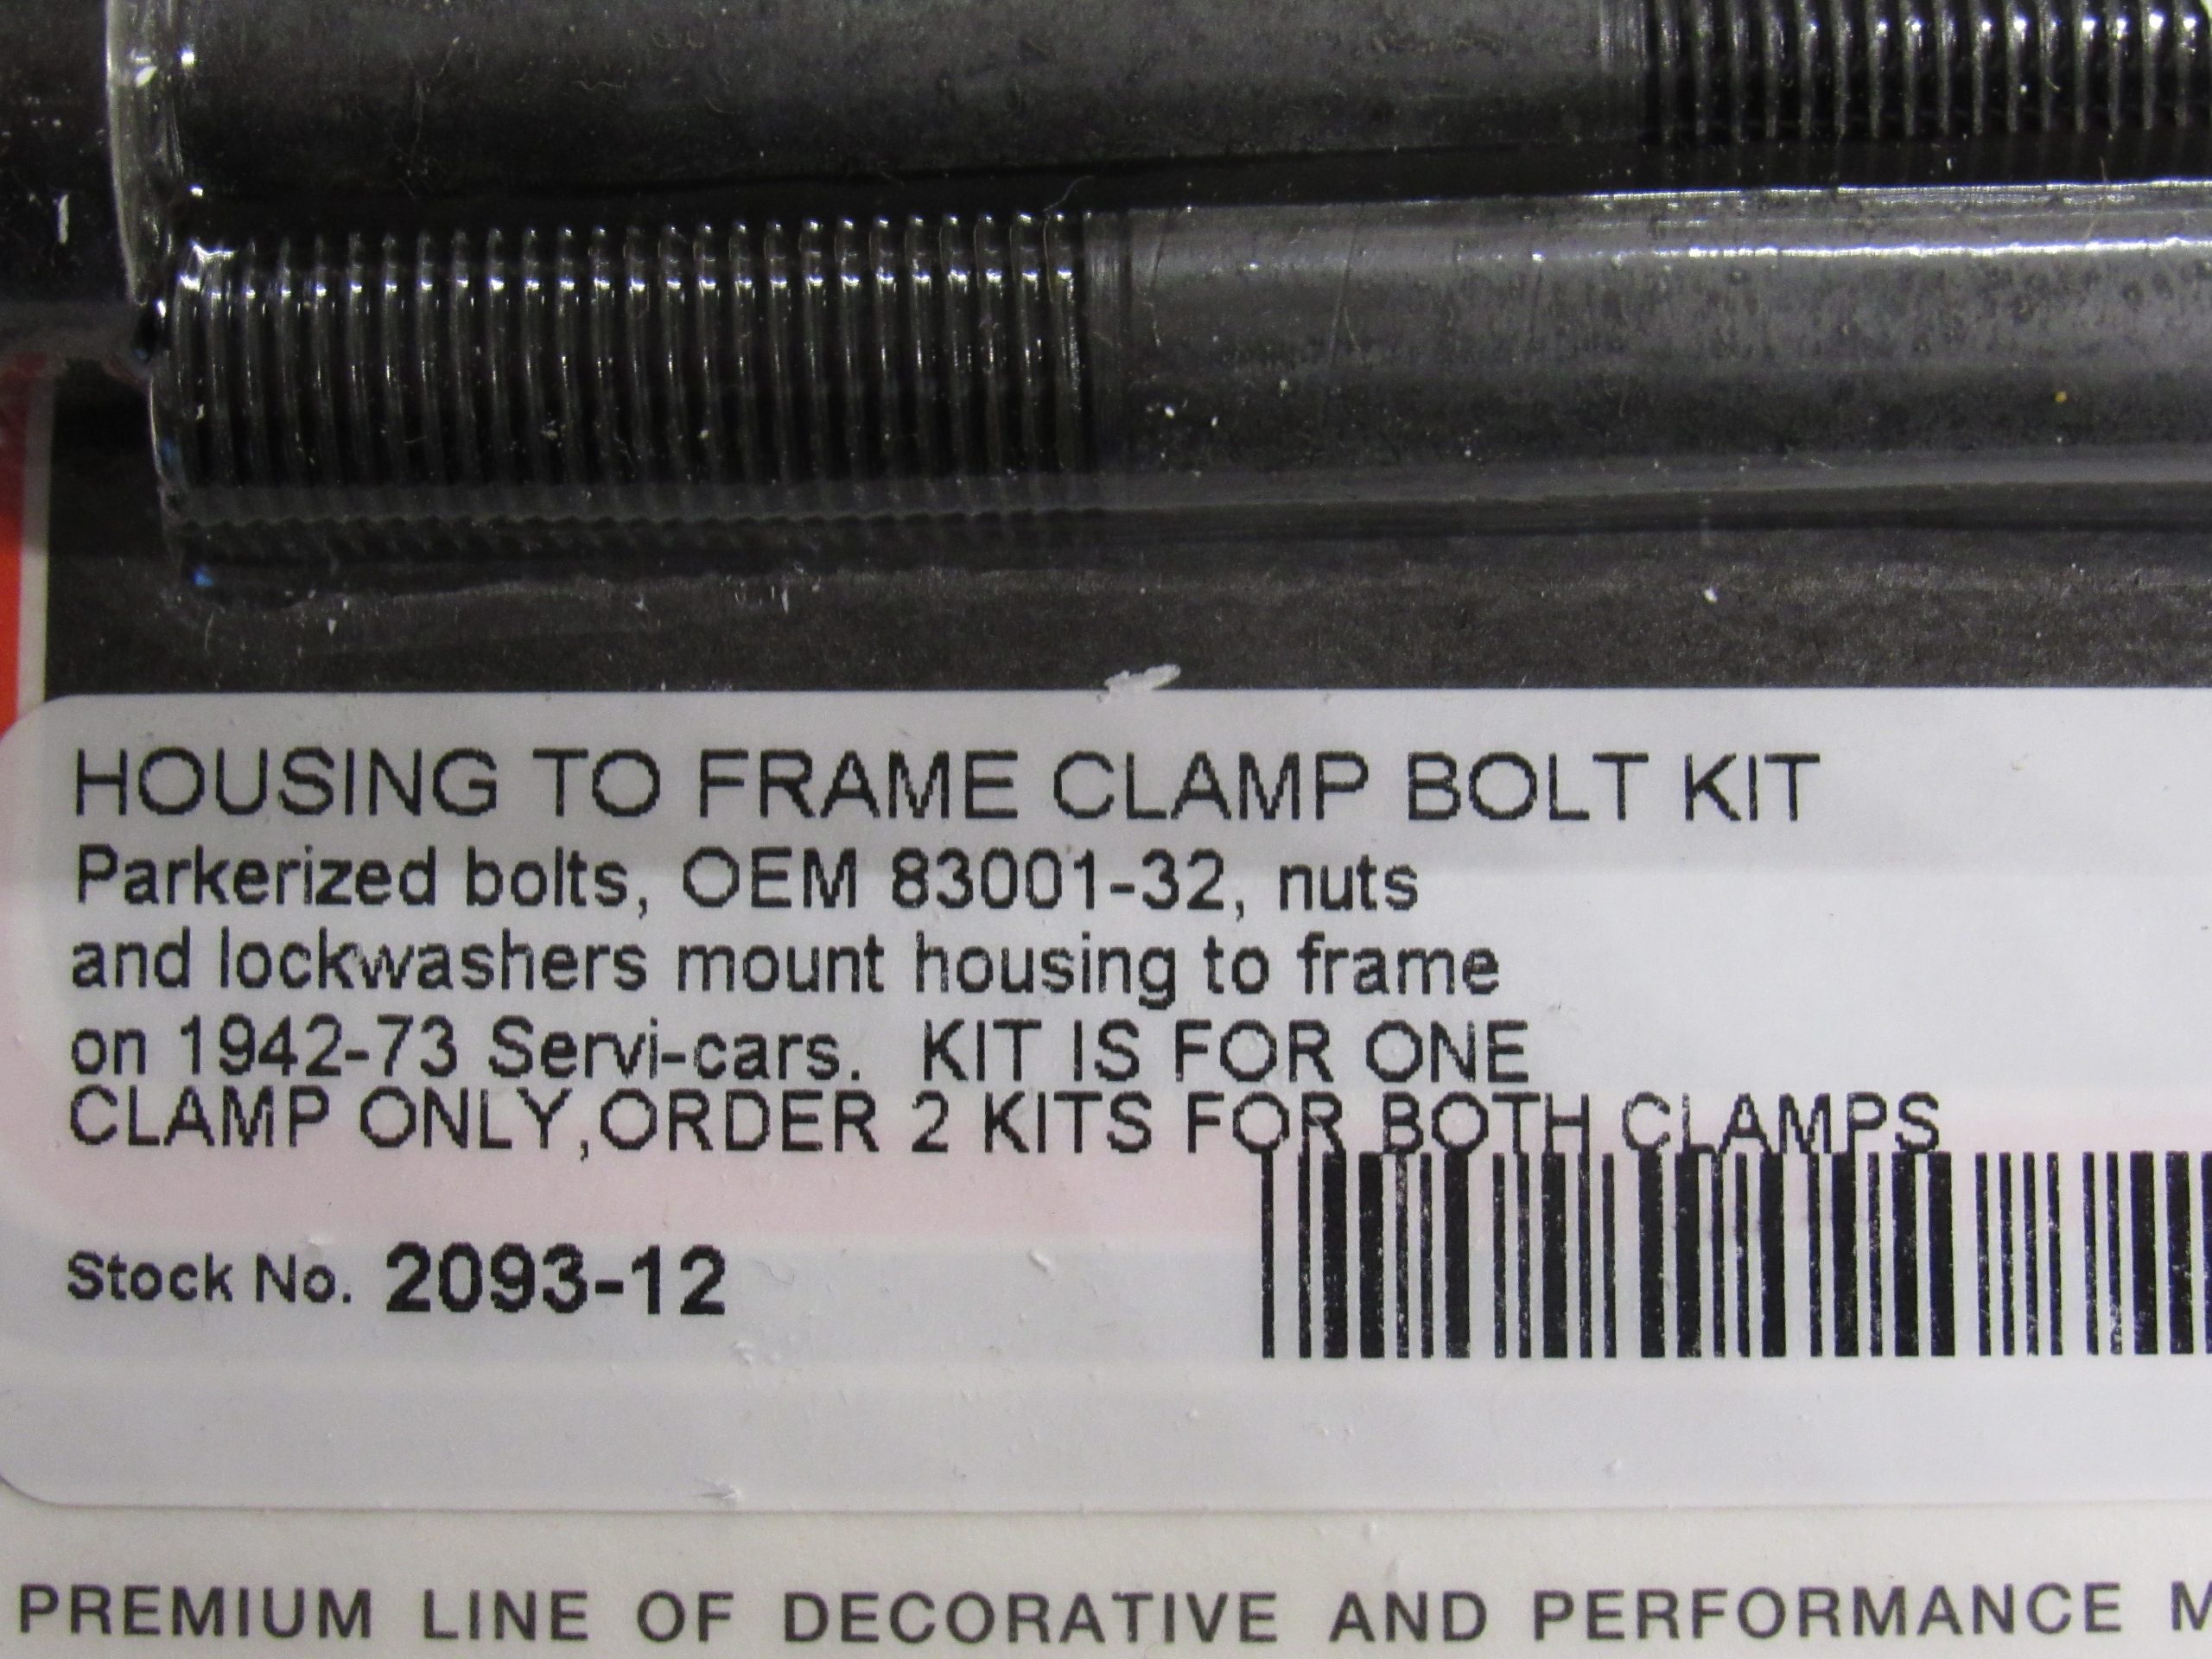 HOUSING TO FRAME CLAMP BOLT KIT
Parkerized bolts, OEM 83001-32, nuts
and lockwashers mount housing to frame
on 1942-73 Servi-cars.  KIT IS FOR ONE
CLAMP ONLY,ORDER 2 KITS FOR BOTH CLAMPS
Stock No. 2093-12
PREMIUM LINE OF DECORATIVE AND PERFORMANCE